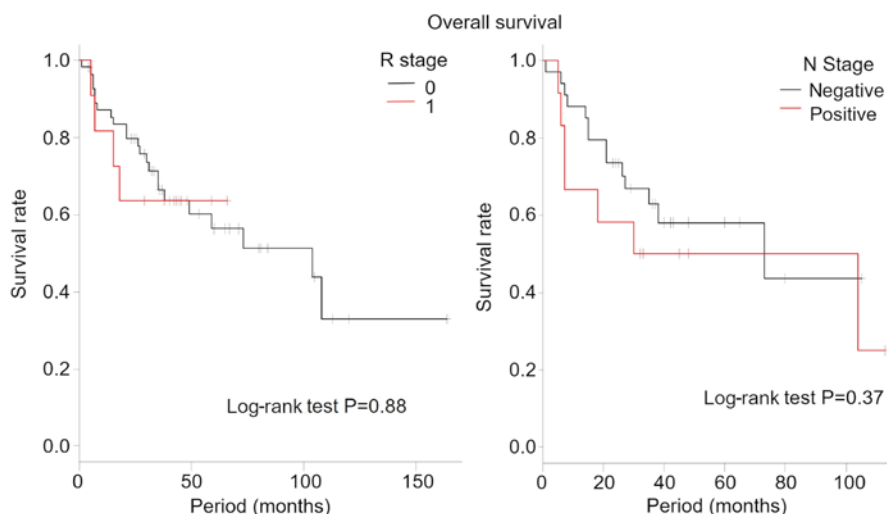 Overall survival
R stage
0
1
1.0
0.8
0.6
0.4
0.2
0.0
Survival rate
0
50
100
150
Period (months)
Log-rank test P=0.88
N Stage
Negative
Positive
1.0
0.8
0.6
0.4
0.2
0.0
Survival rate
0
20
40
60
80
100
Period (months)
Log-rank test P=0.37